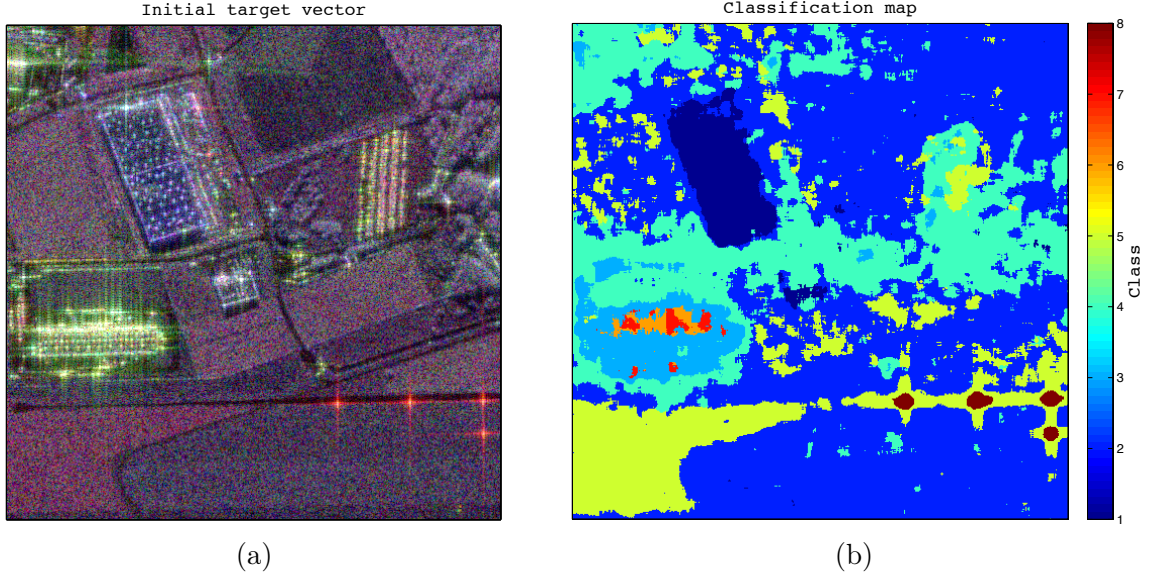 Initial target vector
Classification map
8
7
6
5
4
3
2
1
Class
(a)
(b)